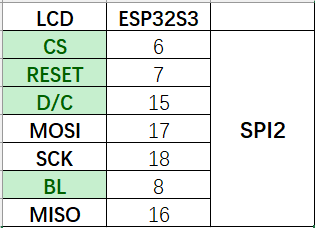 LCD ESP32S3
CS 6
RESET 7
D/C 15
MOSI 17 SPI2
SCK 18
BL 8
MISO 16